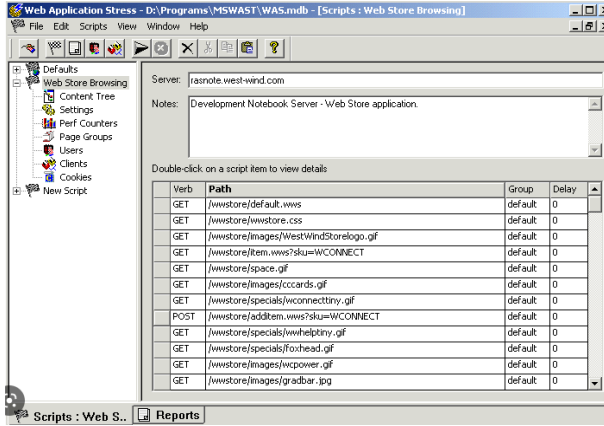 Web Application Stress - D:\Programs\MSWAST\WAS.mdb - [Scripts : Web Store Browsing]
File Edit Scripts View Window Help
Defaults
Web Store Browsing
Content Tree
Settings
Perf Counters
Page Groups
Users
Clients
Cookies
New Script
Server: rasnote.west-wind.com
Notes: Development Notebook Server - Web Store application.
Double-click on a script item to view details
Verb Path Group Delay
GET /wwstore/default.wws default 0
GET /wwstore/wwstore.css default 0
GET /wwstore/images/WestWindStorelogo.gif default 0
GET /wwstore/item.wws?sku=WCONNECT default 0
GET /wwstore/space.gif default 0
GET /wwstore/images/cccards.gif default 0
GET /wwstore/specials/wconnecttiny.gif default 0
POST /wwstore/additem.wws?sku=WCONNECT default 0
GET /wwstore/specials/wwhelptiny.gif default 0
GET /wwstore/specials/foxhead.gif default 0
GET /wwstore/images/wcpower.gif default 0
GET /wwstore/images/gradbar.jpg default 0
Scripts : Web S.. Reports